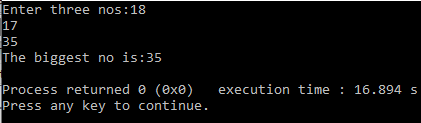 Enter three nos:18
17
35
The biggest no is:35
Process returned 0 (0x0)   execution time : 16.894 s
Press any key to continue.